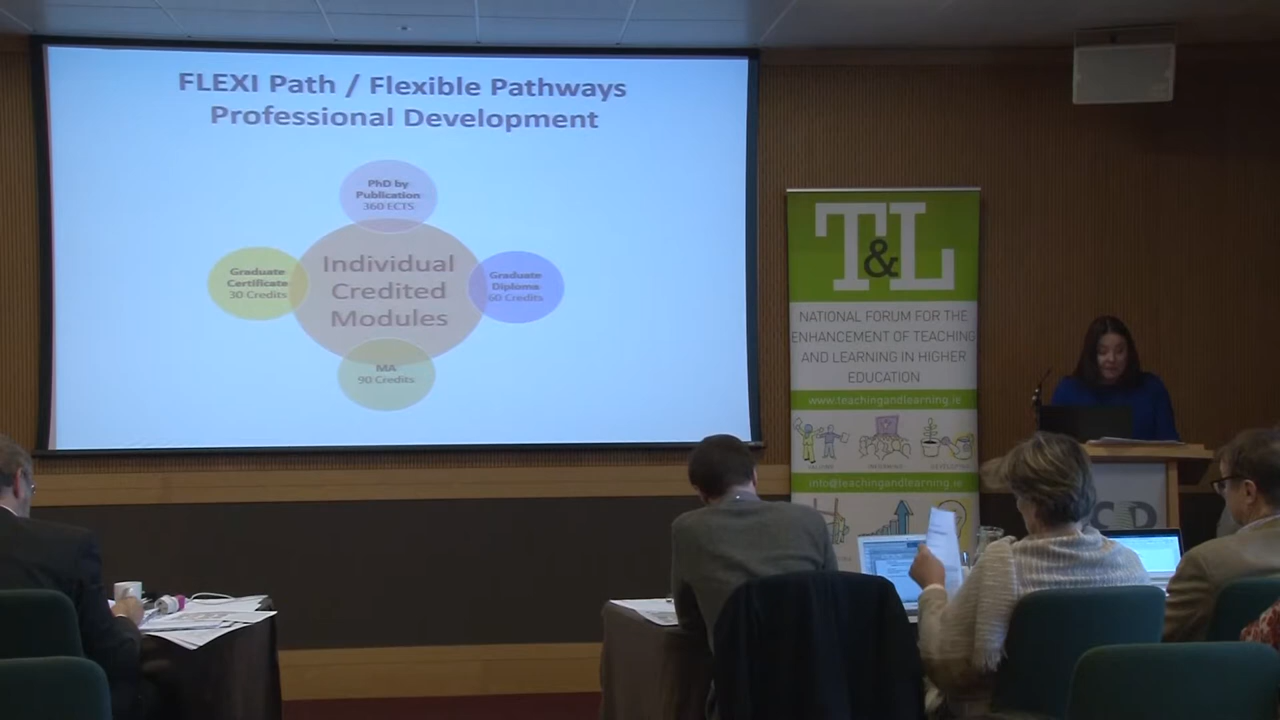 FLEXI Path / Flexible Pathways
Professional Development
PhD by
Publication
360 ECTS
Graduate
Certificate
30 Credits
Individual
Credited
Modules
Graduate
Diploma
60 Credits
MA
90 Credits
T&L
NATIONAL FORUM FOR THE
ENHANCEMENT OF TEACHING
AND LEARNING IN HIGHER
EDUCATION
www.teachingandlearning.ie
info@teachingandlearning.ie